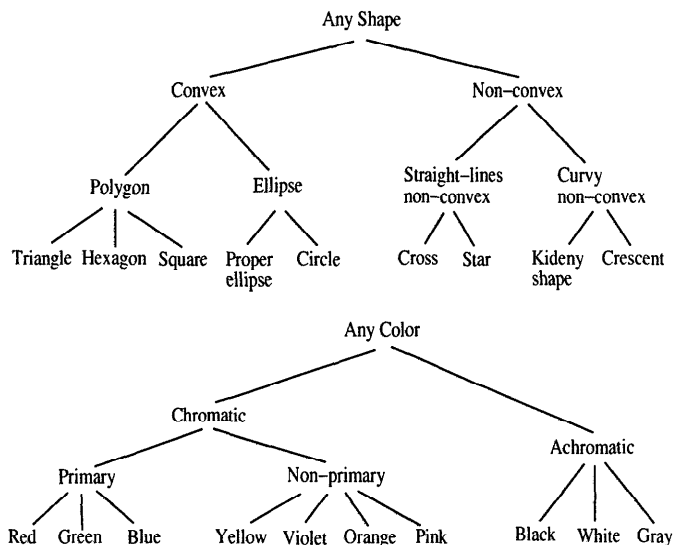 Any Shape
Convex
Non-convex
Polygon
Ellipse
Straight-lines
non-convex
Curvy
non-convex
Triangle Hexagon Square
Proper
ellipse
Circle
Cross
Star
Kideny
shape
Crescent
Any Color
Chromatic
Achromatic
Primary
Non-primary
Red Green Blue
Yellow Violet Orange Pink
Black White Gray